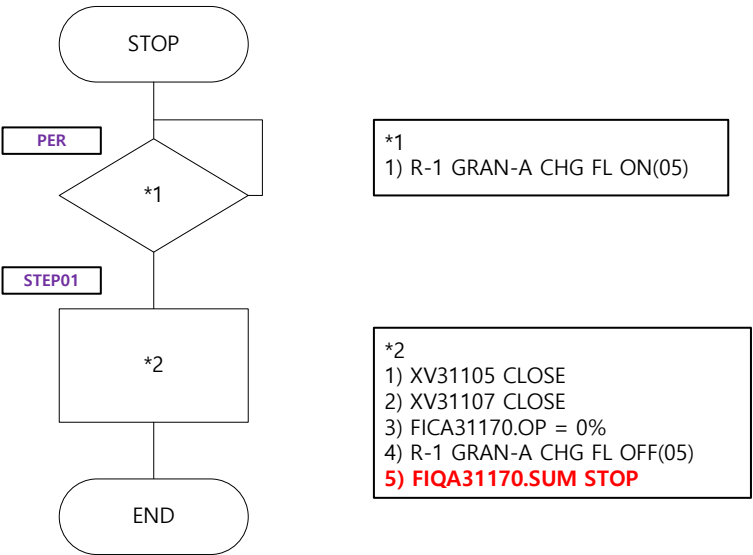 STOP
PER
*1
*1
1) R-1 GRAN-A CHG FL ON(05)
STEP01
*2
*2
1) XV31105 CLOSE
2) XV31107 CLOSE
3) FICA31170.OP = 0%
4) R-1 GRAN-A CHG FL OFF(05)
5) FIQA31170.SUM STOP
END